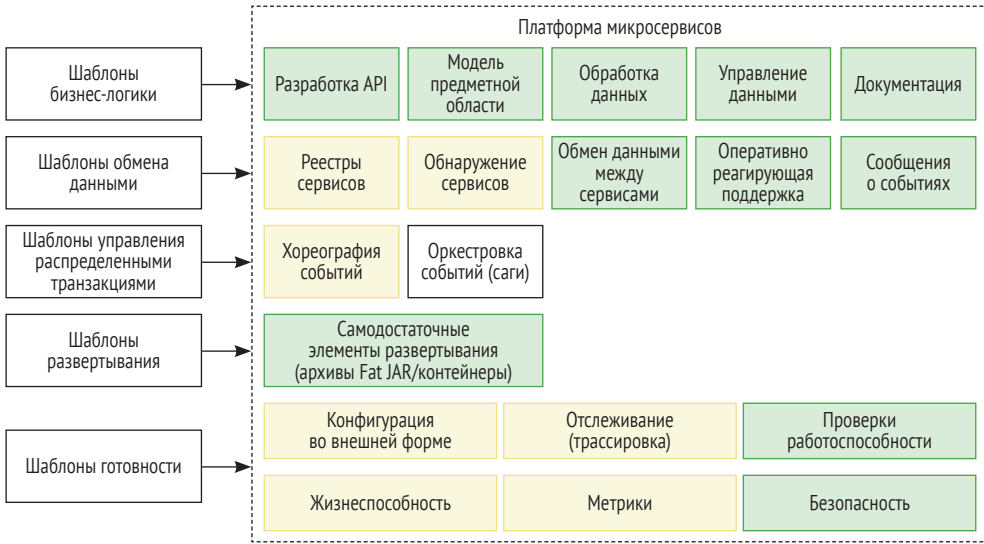 Платформа микросервисов
Шаблоны
бизнес-логики
Разработка API
Модель
предметной
области
Обработка
данных
Управление
данными
Документация
Шаблоны обмена
данными
Реестры
сервисов
Обнаружение
сервисов
Обмен данными
между
сервисами
Оперативно
реагирующая
поддержка
Сообщения
о событиях
Шаблоны управления
распределенными
транзакциями
Хореография
событий
Оркестровка
событий (саги)
Шаблоны
развертывания
Самодостаточные
элементы развертывания
(архивы Fat JAR/контейнеры)
Шаблоны готовности
Конфигурация
во внешней форме
Отслеживание
(трассировка)
Проверки
работоспособности
Жизнеспособность
Метрики
Безопасность